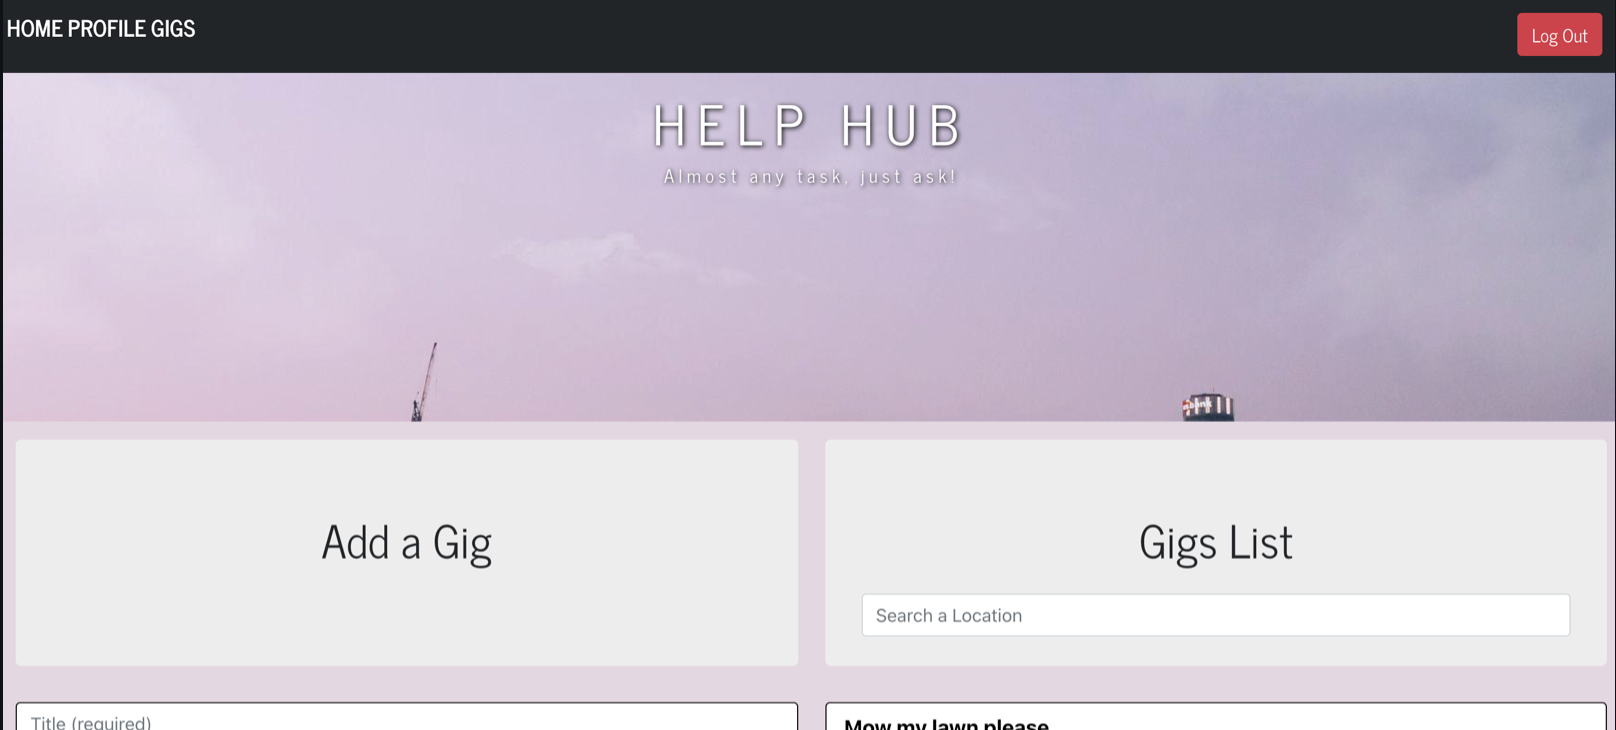 HOME PROFILE GIGS
Log Out
HELP HUB
Almost any task, just ask!
Add a Gig
Gigs List
Search a Location
Title (required)
Mow my lawn please